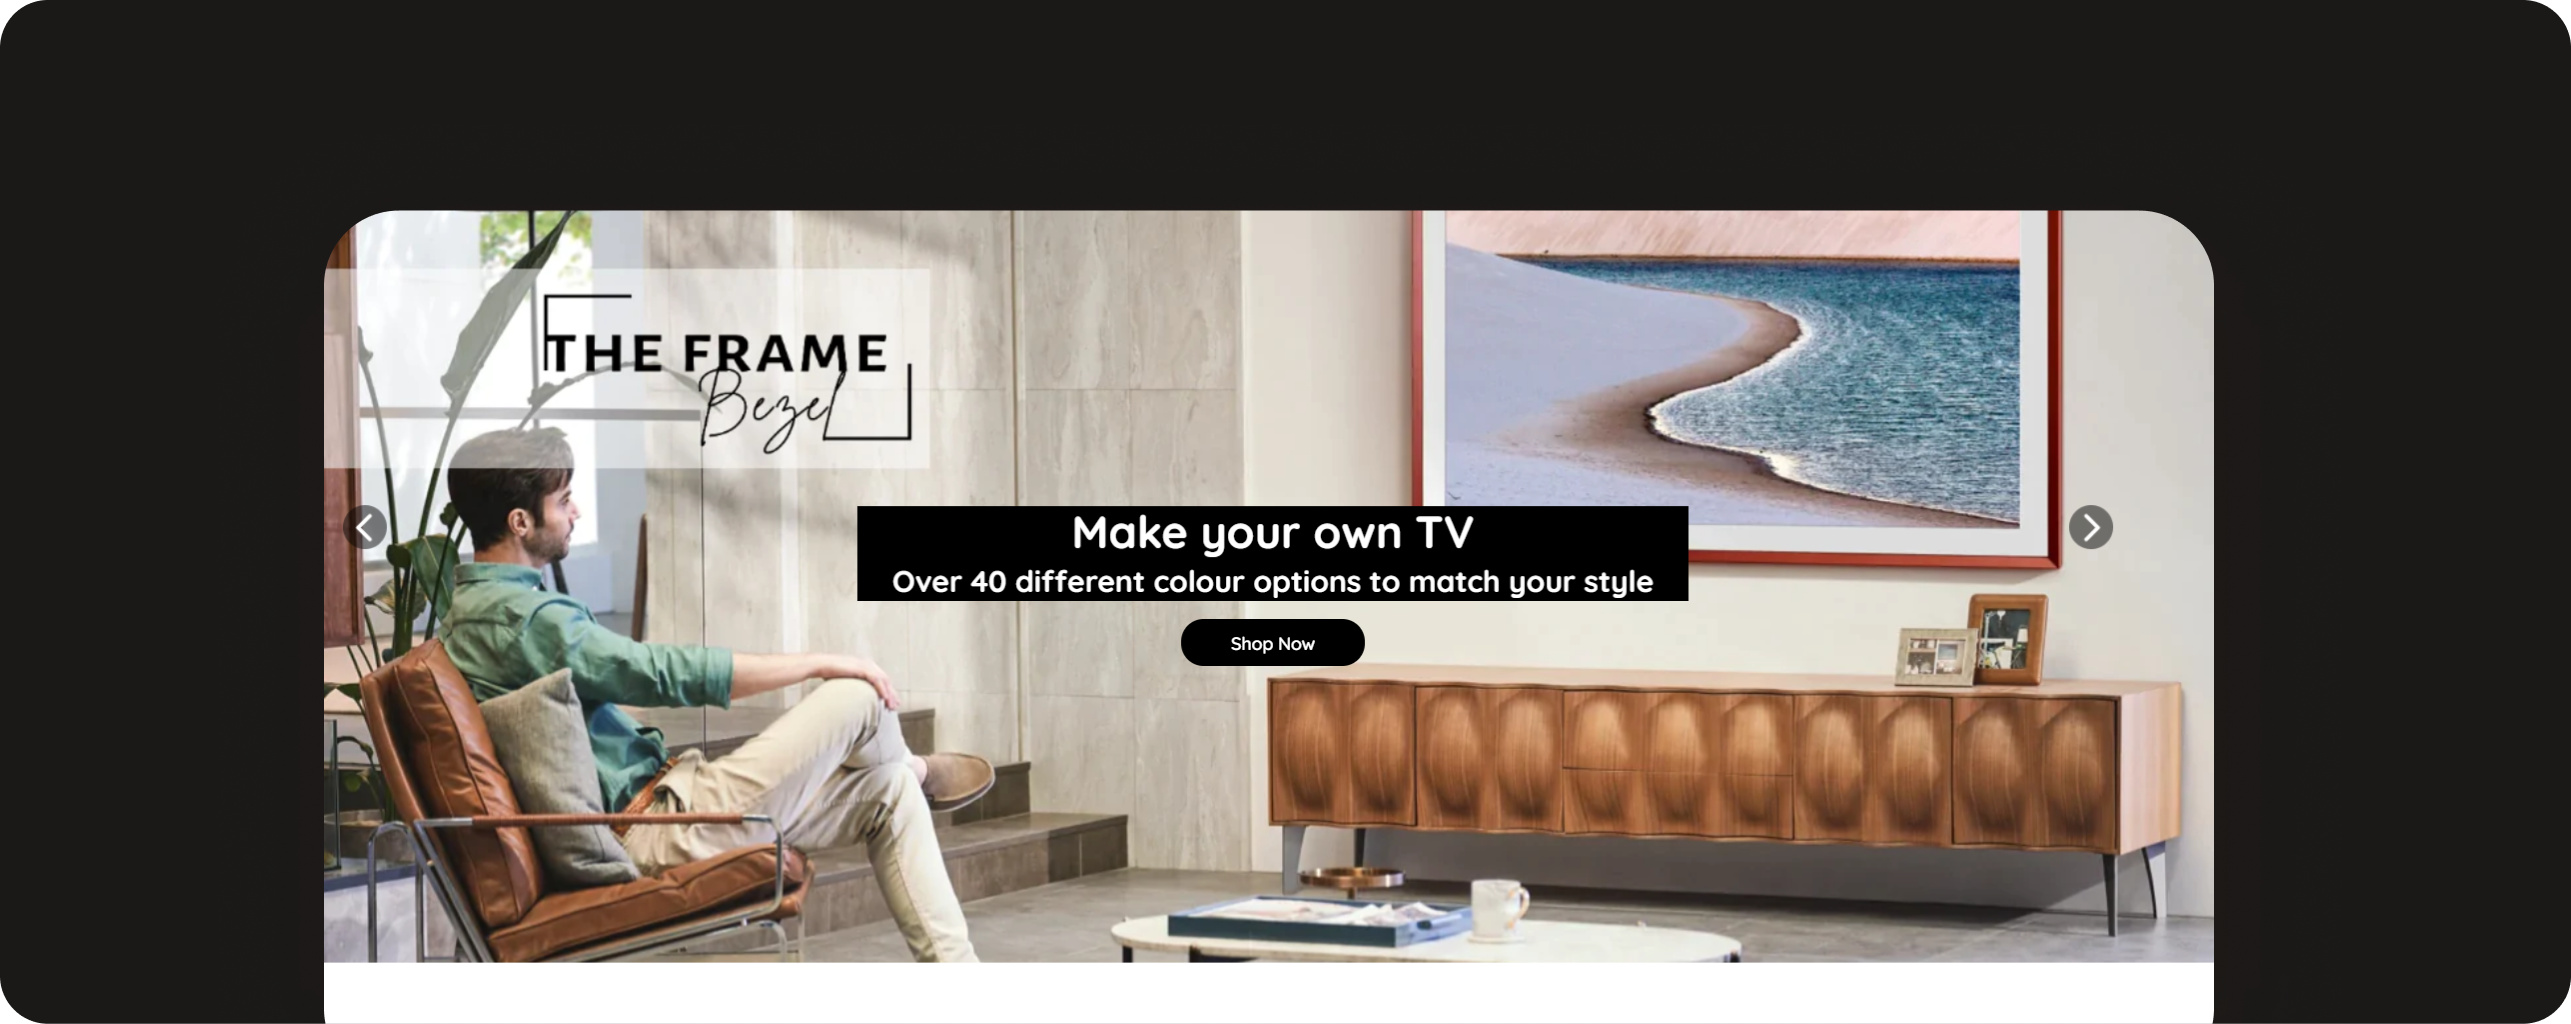 THE FRAME
Bezel
Make your own TV
Over 40 different colour options to match your style
Shop Now